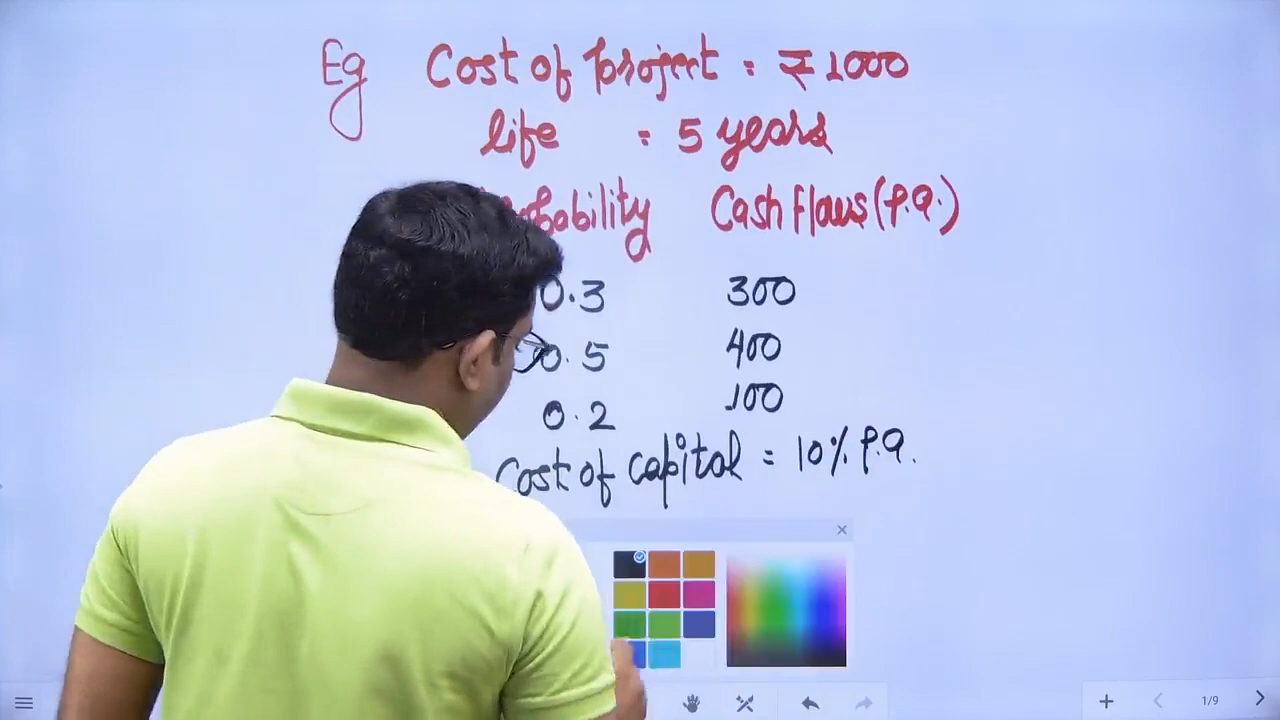 Eg Cost of project = ₹1000
life = 5 years
Probability Cash flows (P.a.)
0.3 300
0.5 400
0.2 100
Cost of capital = 10% P.a.
1/9